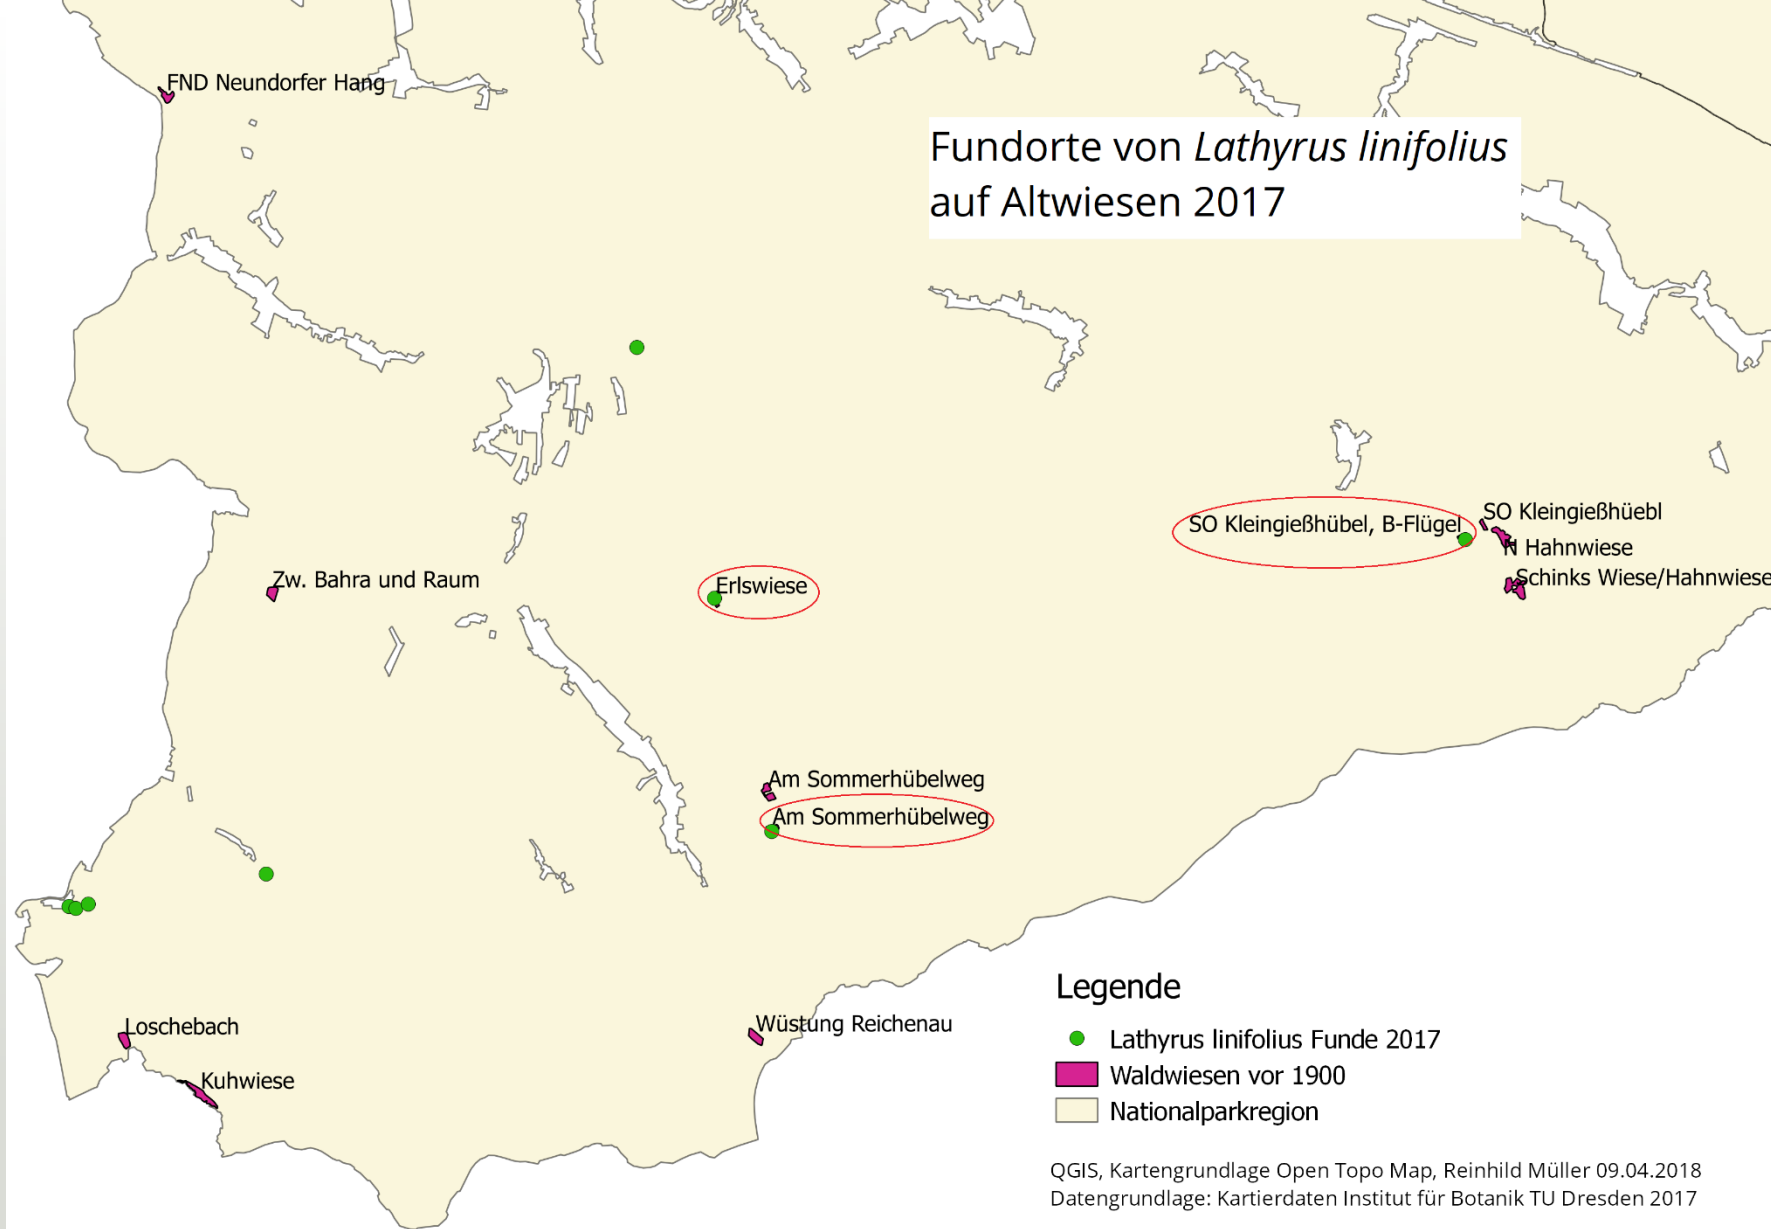 FND Neundorfer Hang
Fundorte von Lathyrus linifolius
auf Altwiesen 2017
SO Kleingießhüebl
SO Kleingießhübel, B-Flügel
N Hahnwiese
Schinks Wiese/Hahnwiese
Zw. Bahra und Raum
Erlswiese
Am Sommerhübelweg
Am Sommerhübelweg
Loschebach
Wüstung Reichenau
Kuhwiese
Legende
Lathyrus linifolius Funde 2017
Waldwiesen vor 1900
Nationalparkregion
QGIS, Kartengrundlage Open Topo Map, Reinhild Müller 09.04.2018
Datengrundlage: Kartierdaten Institut für Botanik TU Dresden 2017